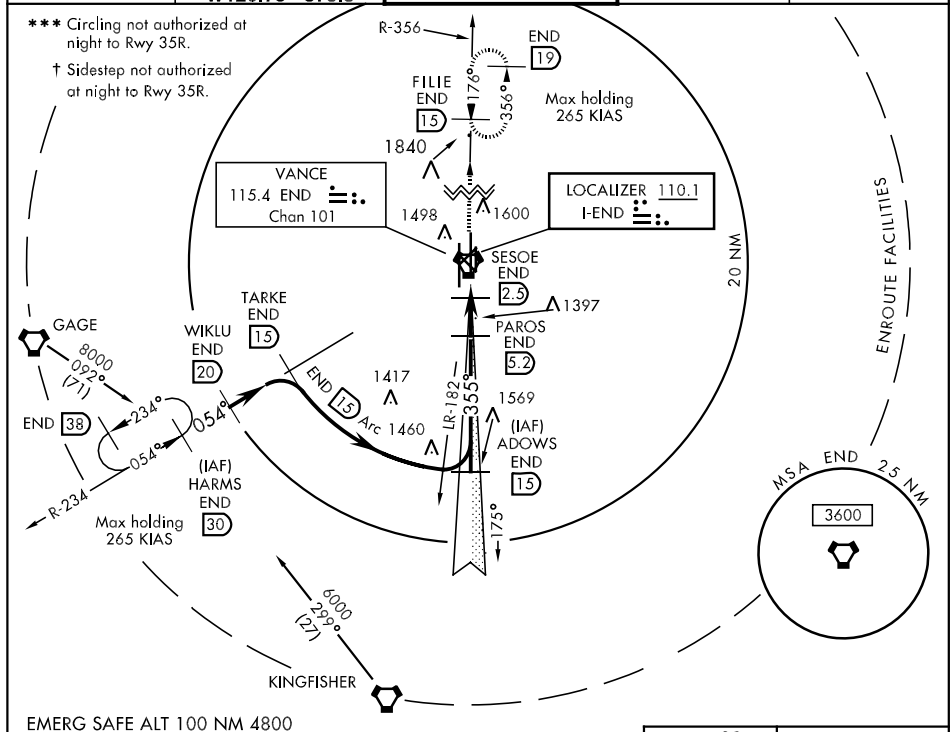 *** Circling not authorized at
night to Rwy 35R.
† Sidestep not authorized
at night to Rwy 35R.
R-356
END
19
176°
356°
FILIE
END
15
Max holding
265 KIAS
1840
VANCE
115.4 END
Chan 101
1498
1600
LOCALIZER 110.1
I-END
SESOE
END
2.5
1397
PAROS
END
5.2
20 NM
ENROUTE FACILITIES
TARKE
END
15
WIKLU
END
20
GAGE
8000
092°
(71)
END 38
234°
054°
054°
R-234
(IAF)
HARMS
END
30
Max holding
265 KIAS
END 15 Arc
1417
1460
LR-182
355°
1569
(IAF)
ADOWS
END
15
175°
MSA END 25 NM
3600
6000
299°
(27)
KINGFISHER
EMERG SAFE ALT 100 NM 4800